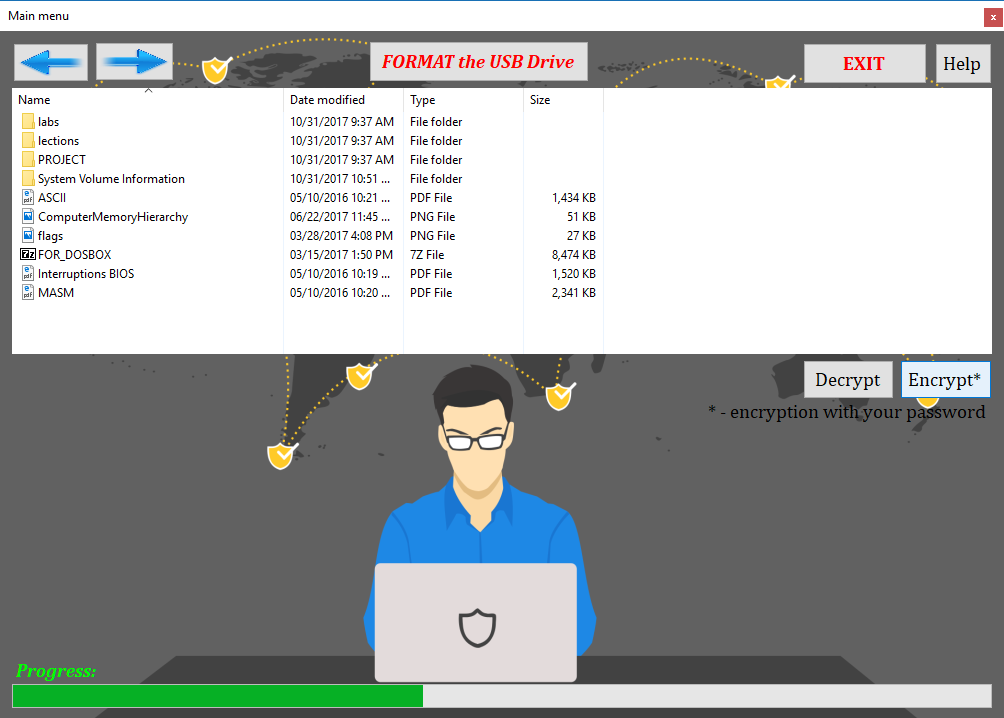 Main menu
x
FORMAT the USB Drive
EXIT
Help
Name Date modified Type Size
labs 10/31/2017 9:37 AM File folder
lections 10/31/2017 9:37 AM File folder
PROJECT 10/31/2017 9:37 AM File folder
System Volume Information 10/31/2017 10:51 ... File folder
ASCII 05/10/2016 10:21 ... PDF File 1,434 KB
ComputerMemoryHierarchy 06/22/2017 11:45 ... PNG File 51 KB
flags 03/28/2017 4:08 PM PNG File 27 KB
FOR_DOSBOX 03/15/2017 1:50 PM 7Z File 8,474 KB
Interruptions BIOS 05/10/2016 10:19 ... PDF File 1,520 KB
MASM 05/10/2016 10:20 ... PDF File 2,341 KB
Decrypt
Encrypt*
* - encryption with your password
Progress: